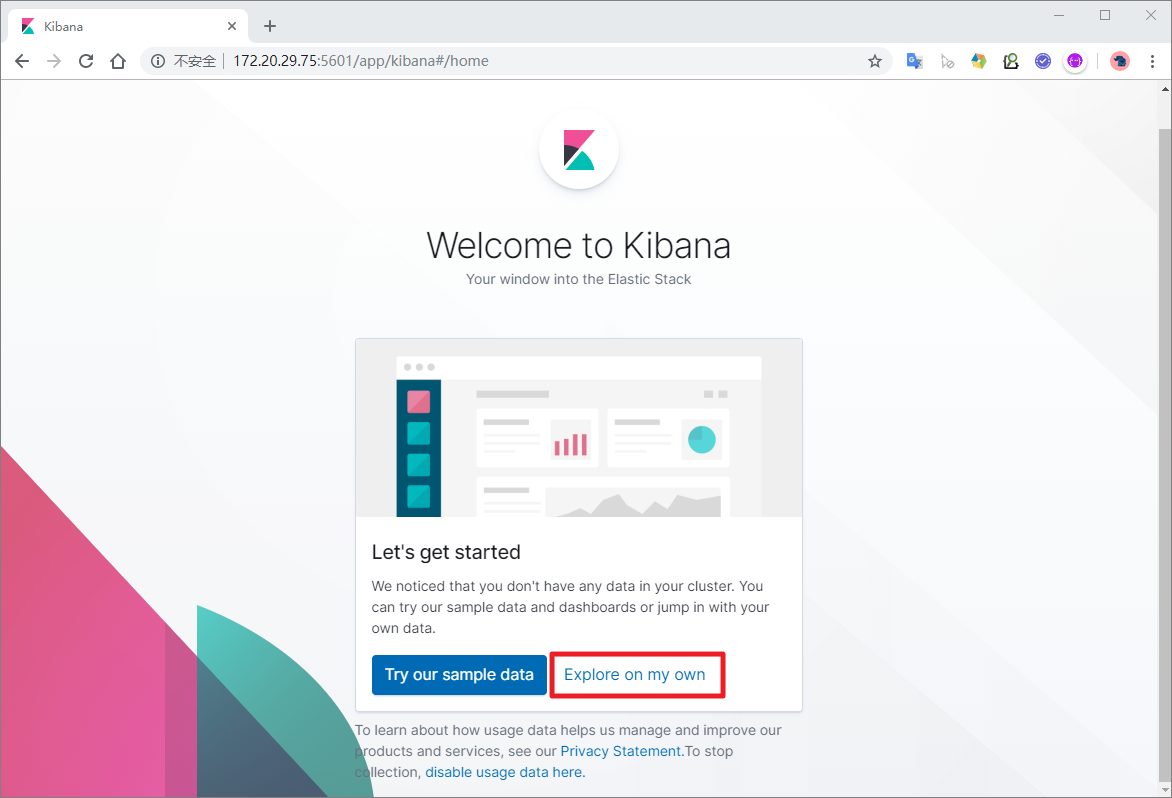 Kibana
不安全
172.20.29.75:5601/app/kibana#/home
Welcome to Kibana
Your window into the Elastic Stack
Let's get started
We noticed that you don't have any data in your cluster. You
can try our sample data and dashboards or jump in with your
own data.
Try our sample data
Explore on my own
To learn about how usage data helps us manage and improve our
products and services, see our Privacy Statement.To stop
collection, disable usage data here.